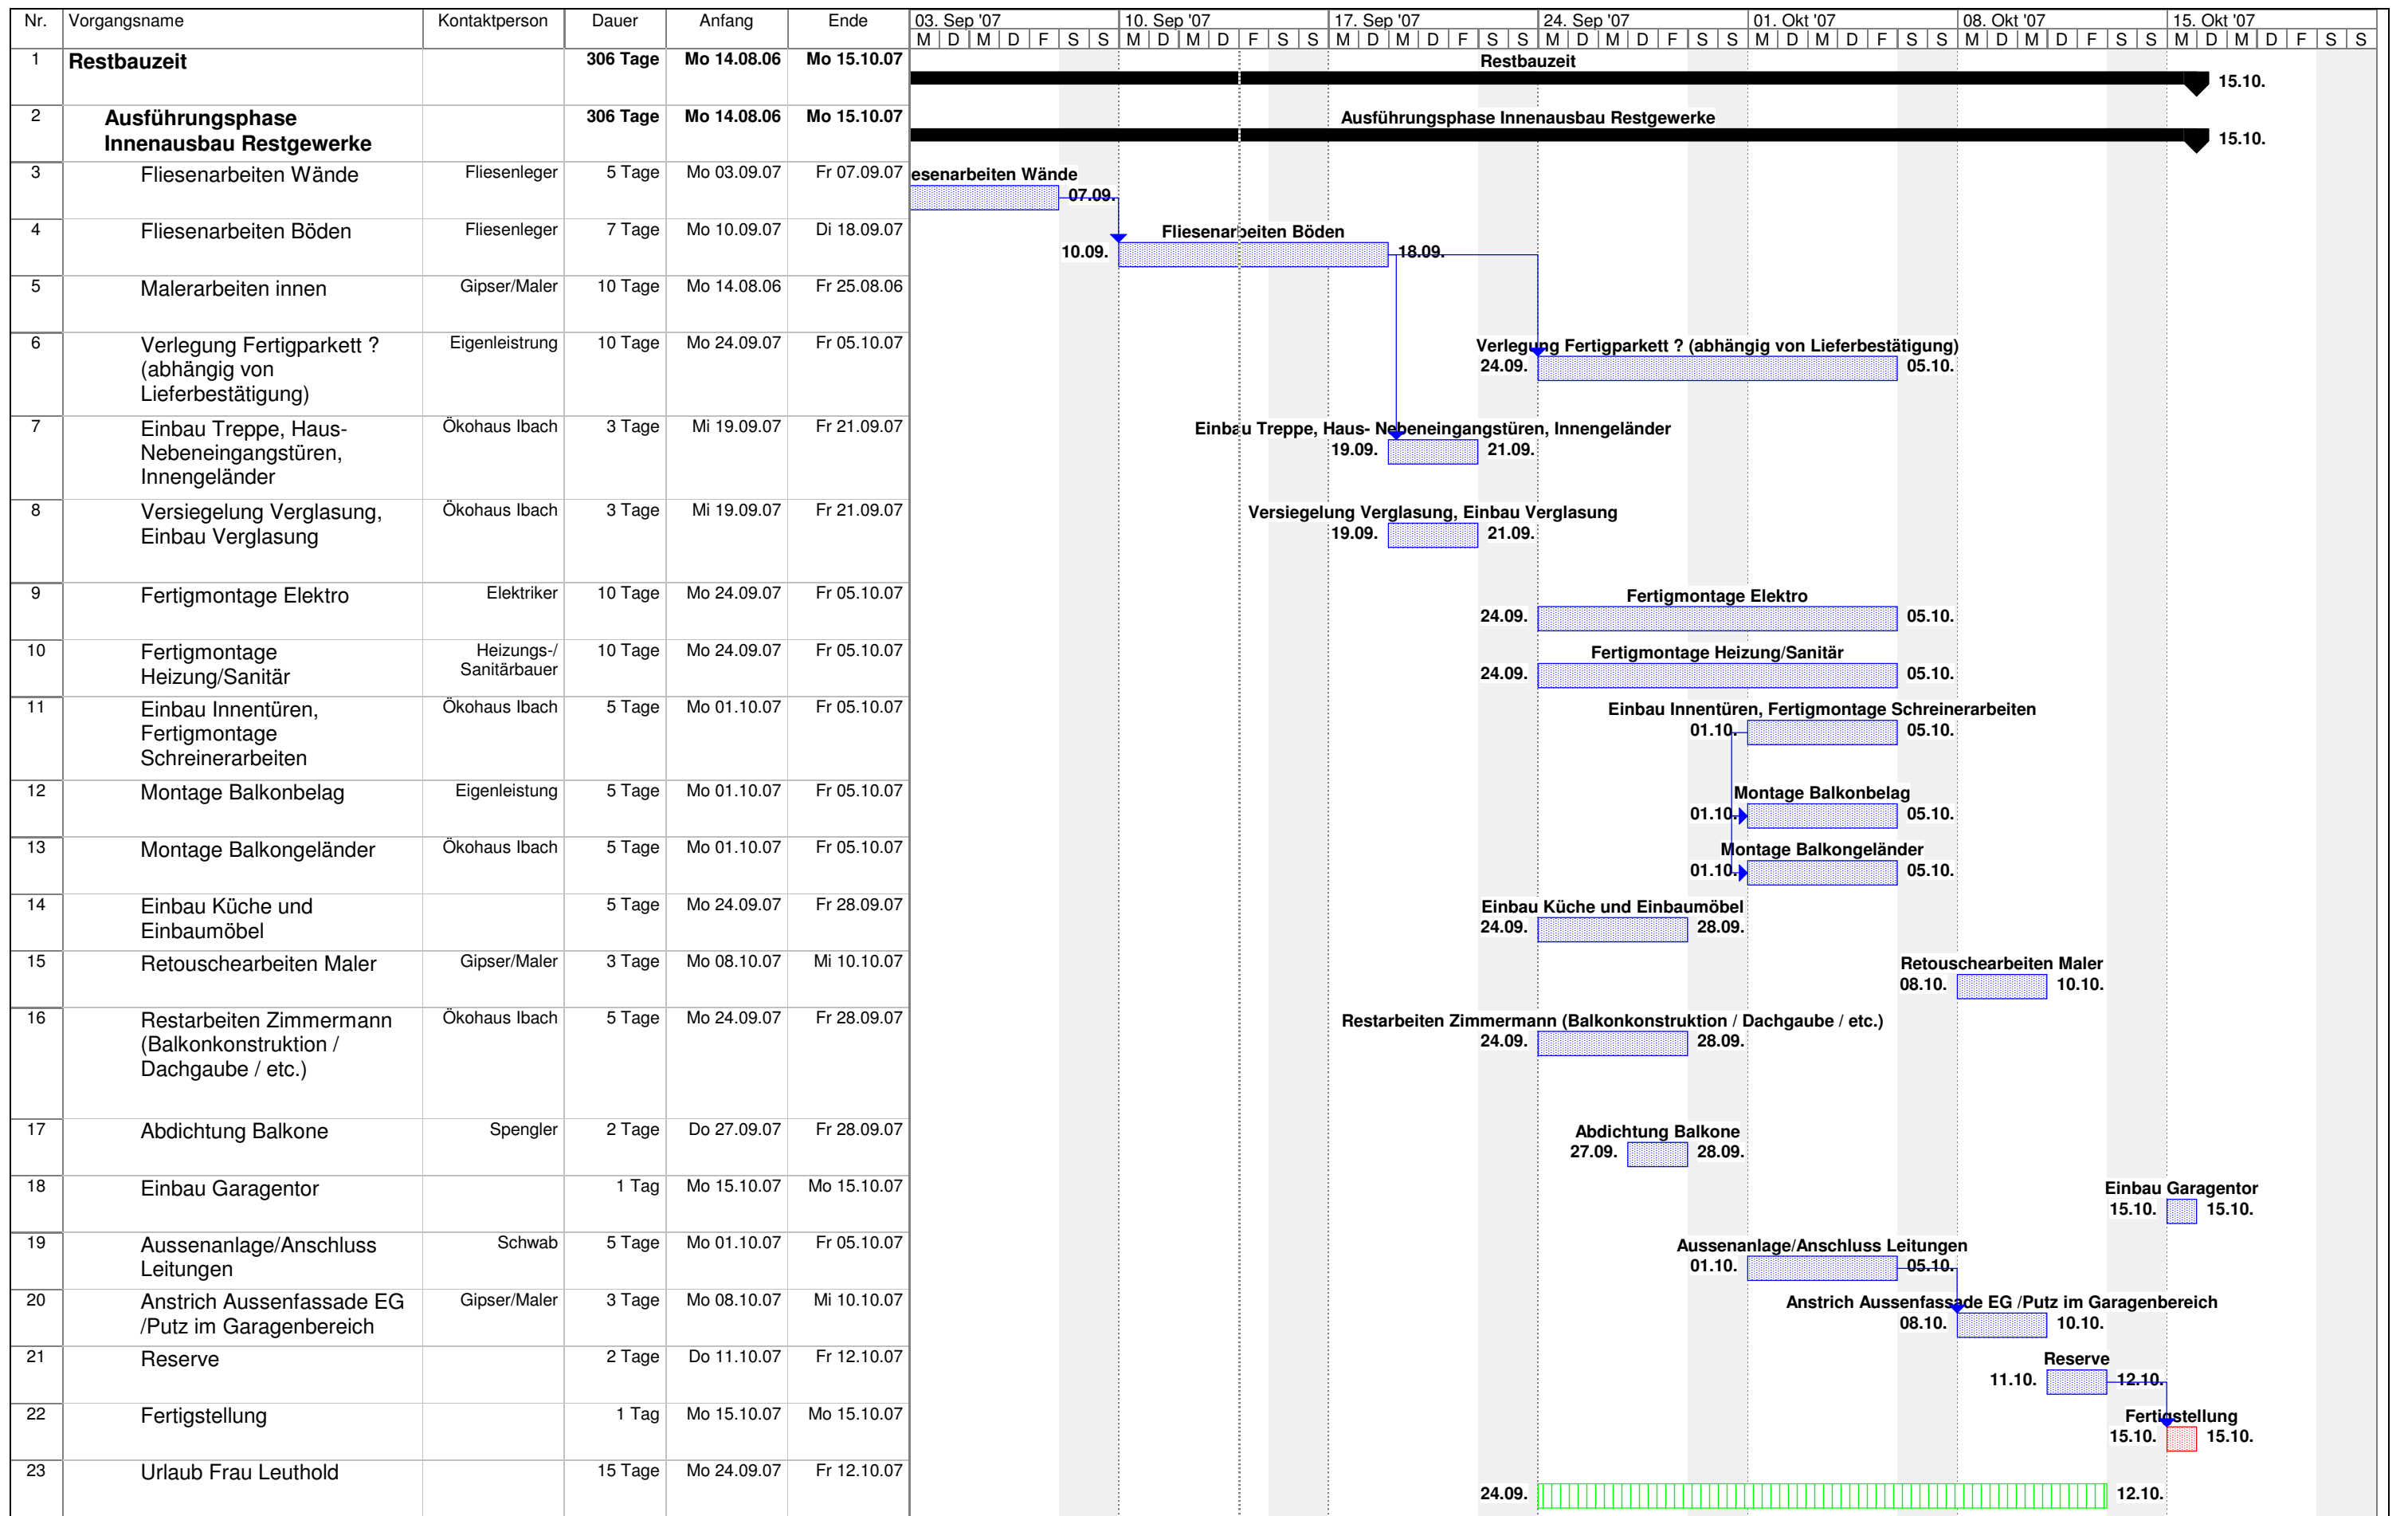 Nr. Vorgangsname Kontaktperson Dauer Anfang Ende 03. Sep '07 10. Sep '07 17. Sep '07 24. Sep '07 01. Okt '07 08. Okt '07 15. Okt '07
M D M D F S S M D M D F S S M D M D F S S M D M D F S S M D M D F S S M D M D F S S M D M D F S S
1 Restbauzeit 306 Tage Mo 14.08.06 Mo 15.10.07 Restbauzeit
15.10.
2 Ausführungsphase 306 Tage Mo 14.08.06 Mo 15.10.07 Ausführungsphase Innenausbau Restgewerke
Innenausbau Restgewerke 15.10.
3 Fliesenarbeiten Wände Fliesenleger 5 Tage Mo 03.09.07 Fr 07.09.07 esenarbeiten Wände
07.09.
4 Fliesenarbeiten Böden Fliesenleger 7 Tage Mo 10.09.07 Di 18.09.07 Fliesenarbeiten Böden
10.09. 18.09.
5 Malerarbeiten innen Gipser/Maler 10 Tage Mo 14.08.06 Fr 25.08.06
6 Verlegung Fertigparkett ? Eigenleistrung 10 Tage Mo 24.09.07 Fr 05.10.07 Verlegung Fertigparkett ? (abhängig von Lieferbestätigung)
(abhängig von 24.09. 05.10.
Lieferbestätigung)
7 Einbau Treppe, Haus- Ökohaus Ibach 3 Tage Mi 19.09.07 Fr 21.09.07 Einbau Treppe, Haus- Nebeneingangstüren, Innengeländer
Nebeneingangstüren, 19.09. 21.09.
Innengeländer
8 Versiegelung Verglasung, Ökohaus Ibach 3 Tage Mi 19.09.07 Fr 21.09.07 Versiegelung Verglasung, Einbau Verglasung
Einbau Verglasung 19.09. 21.09.
9 Fertigmontage Elektro Elektriker 10 Tage Mo 24.09.07 Fr 05.10.07 Fertigmontage Elektro
24.09. 05.10.
10 Fertigmontage Heizungs-/ 10 Tage Mo 24.09.07 Fr 05.10.07 Fertigmontage Heizung/Sanitär
Heizung/Sanitär Sanitärbauer 24.09. 05.10.
11 Einbau Innentüren, Ökohaus Ibach 5 Tage Mo 01.10.07 Fr 05.10.07 Einbau Innentüren, Fertigmontage Schreinerarbeiten
Fertigmontage 01.10. 05.10.
Schreinerarbeiten
12 Montage Balkonbelag Eigenleistung 5 Tage Mo 01.10.07 Fr 05.10.07 Montage Balkonbelag
01.10. 05.10.
13 Montage Balkongeländer Ökohaus Ibach 5 Tage Mo 01.10.07 Fr 05.10.07 Montage Balkongeländer
01.10. 05.10.
14 Einbau Küche und 5 Tage Mo 24.09.07 Fr 28.09.07 Einbau Küche und Einbaumöbel
Einbaumöbel 24.09. 28.09.
15 Retouschearbeiten Maler Gipser/Maler 3 Tage Mo 08.10.07 Mi 10.10.07 Retouschearbeiten Maler
08.10. 10.10.
16 Restarbeiten Zimmermann Ökohaus Ibach 5 Tage Mo 24.09.07 Fr 28.09.07 Restarbeiten Zimmermann (Balkonkonstruktion / Dachgaube / etc.)
(Balkonkonstruktion / 24.09. 28.09.
Dachgaube / etc.)
17 Abdichtung Balkone Spengler 2 Tage Do 27.09.07 Fr 28.09.07 Abdichtung Balkone
27.09. 28.09.
18 Einbau Garagentor 1 Tag Mo 15.10.07 Mo 15.10.07 Einbau Garagentor
15.10. 15.10.
19 Aussenanlage/Anschluss Schwab 5 Tage Mo 01.10.07 Fr 05.10.07 Aussenanlage/Anschluss Leitungen
Leitungen 01.10. 05.10.
20 Anstrich Aussenfassade EG Gipser/Maler 3 Tage Mo 08.10.07 Mi 10.10.07 Anstrich Aussenfassade EG /Putz im Garagenbereich
/Putz im Garagenbereich 08.10. 10.10.
21 Reserve 2 Tage Do 11.10.07 Fr 12.10.07 Reserve
11.10. 12.10.
22 Fertigstellung 1 Tag Mo 15.10.07 Mo 15.10.07 Fertigstellung
15.10. 15.10.
23 Urlaub Frau Leuthold 15 Tage Mo 24.09.07 Fr 12.10.07
24.09. 12.10.